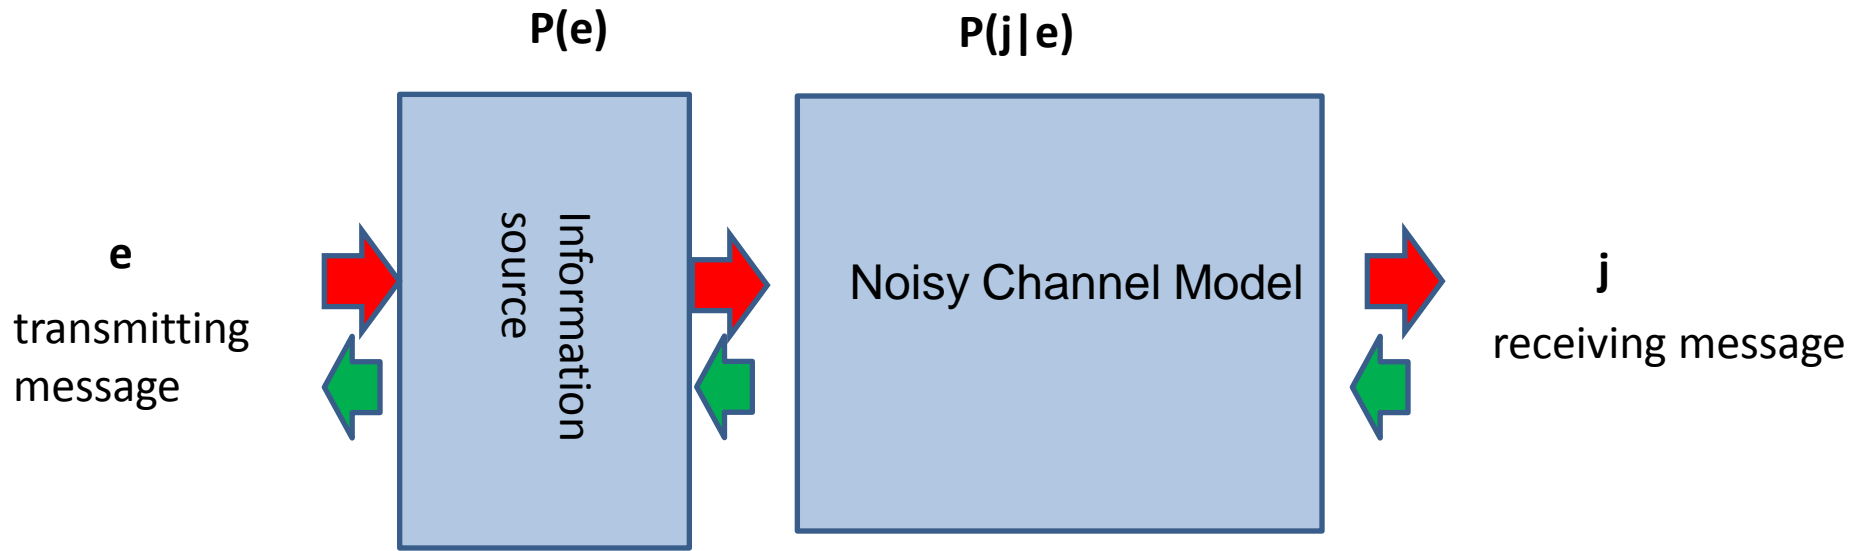 P(e)
P(j|e)
e
transmitting
message
Information
source
Noisy Channel Model
j
receiving message